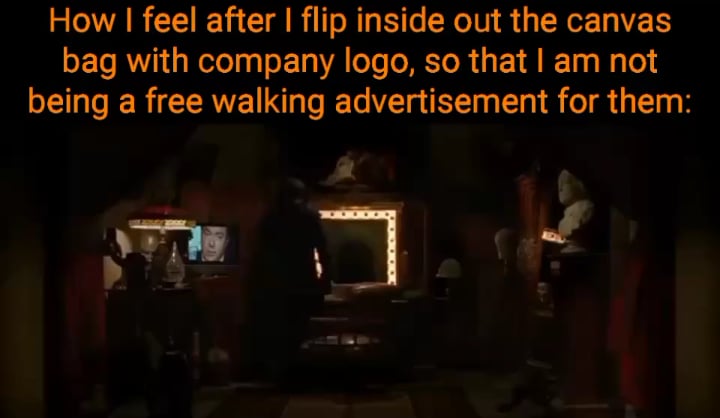 How I feel after I flip inside out the canvas
bag with company logo, so that I am not
being a free walking advertisement for them: